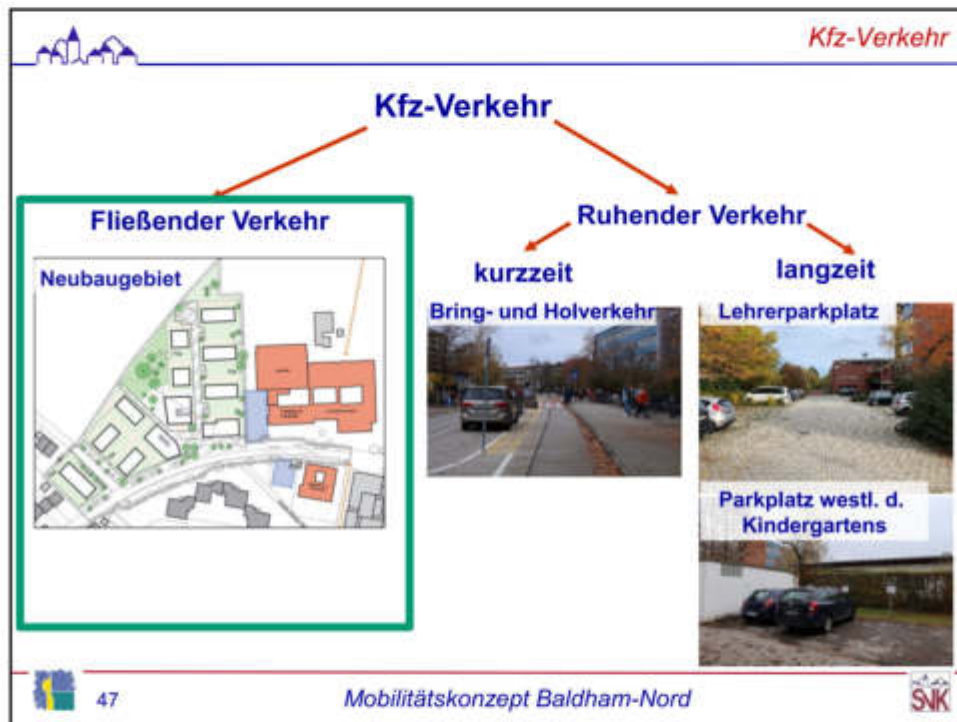 Kfz-Verkehr
Kfz-Verkehr
Fließender Verkehr
Neubaugebiet
Ruhender Verkehr
kurzzeit
Bring- und Holverkehr
langzeit
Lehrerparkplatz
Parkplatz westl. d.
Kindergartens
47
Mobilitätskonzept Baldham-Nord
SVK